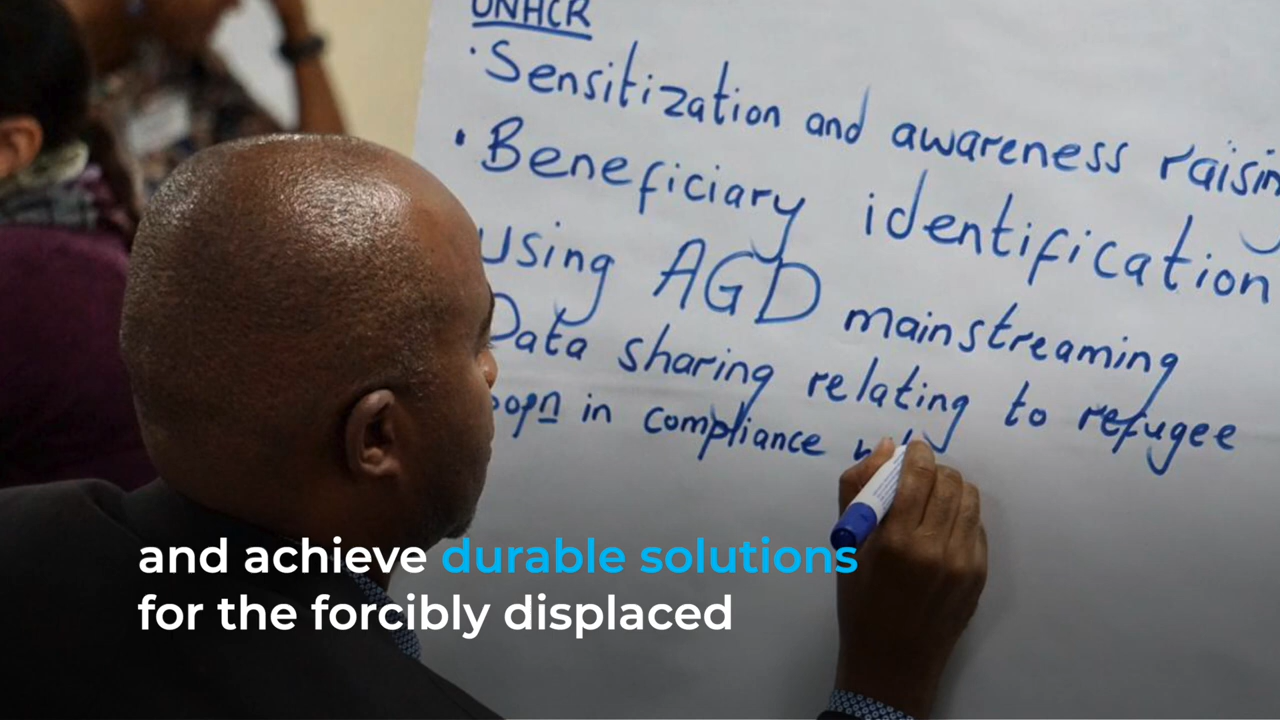 UNHCR
· Sensitization and awareness raisin
· Beneficiary identification
using AGD mainstreaming
Data sharing relating to refugee
in compliance
and achieve durable solutions
for the forcibly displaced